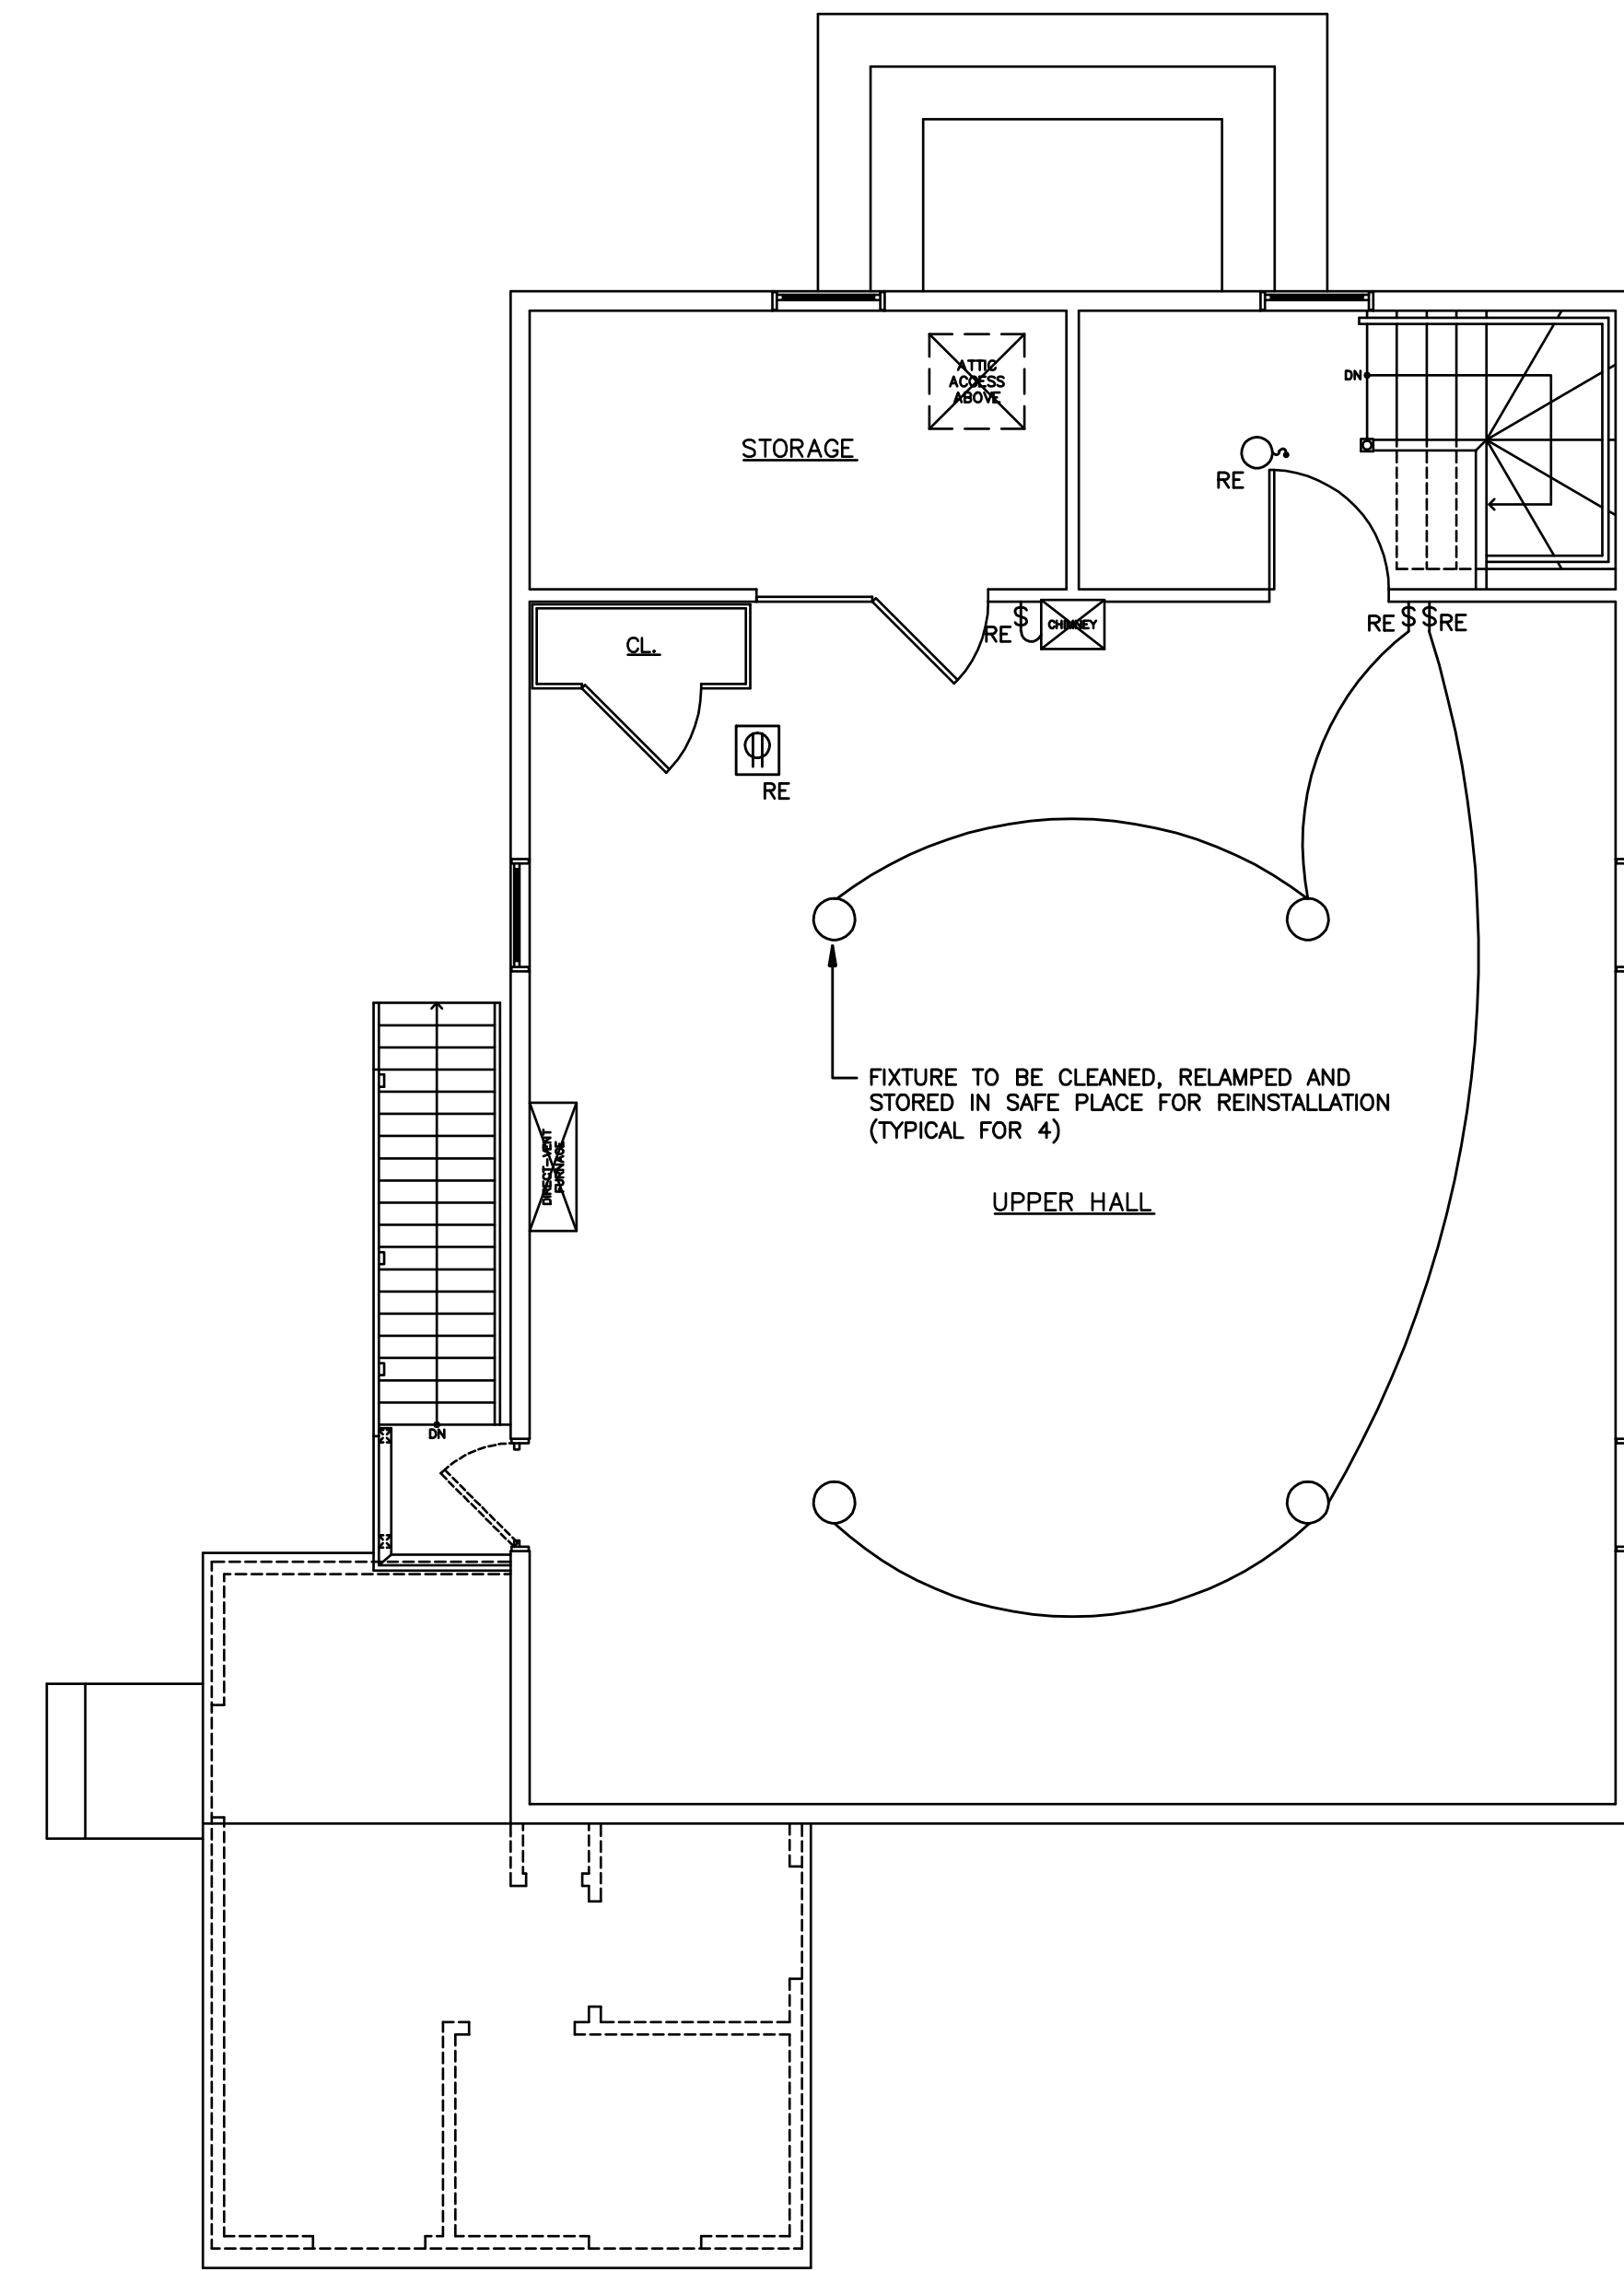 ATTIC
ACCESS
ABOVE
DN
STORAGE
RE
CL.
RE
$
CHIMNEY
RE
$
$
RE
RE
FIXTURE TO BE CLEANED, RELAMPED AND
STORED IN SAFE PLACE FOR REINSTALLATION
(TYPICAL FOR 4)
DIRECT-VENT
FURNACE
UPPER HALL
DN